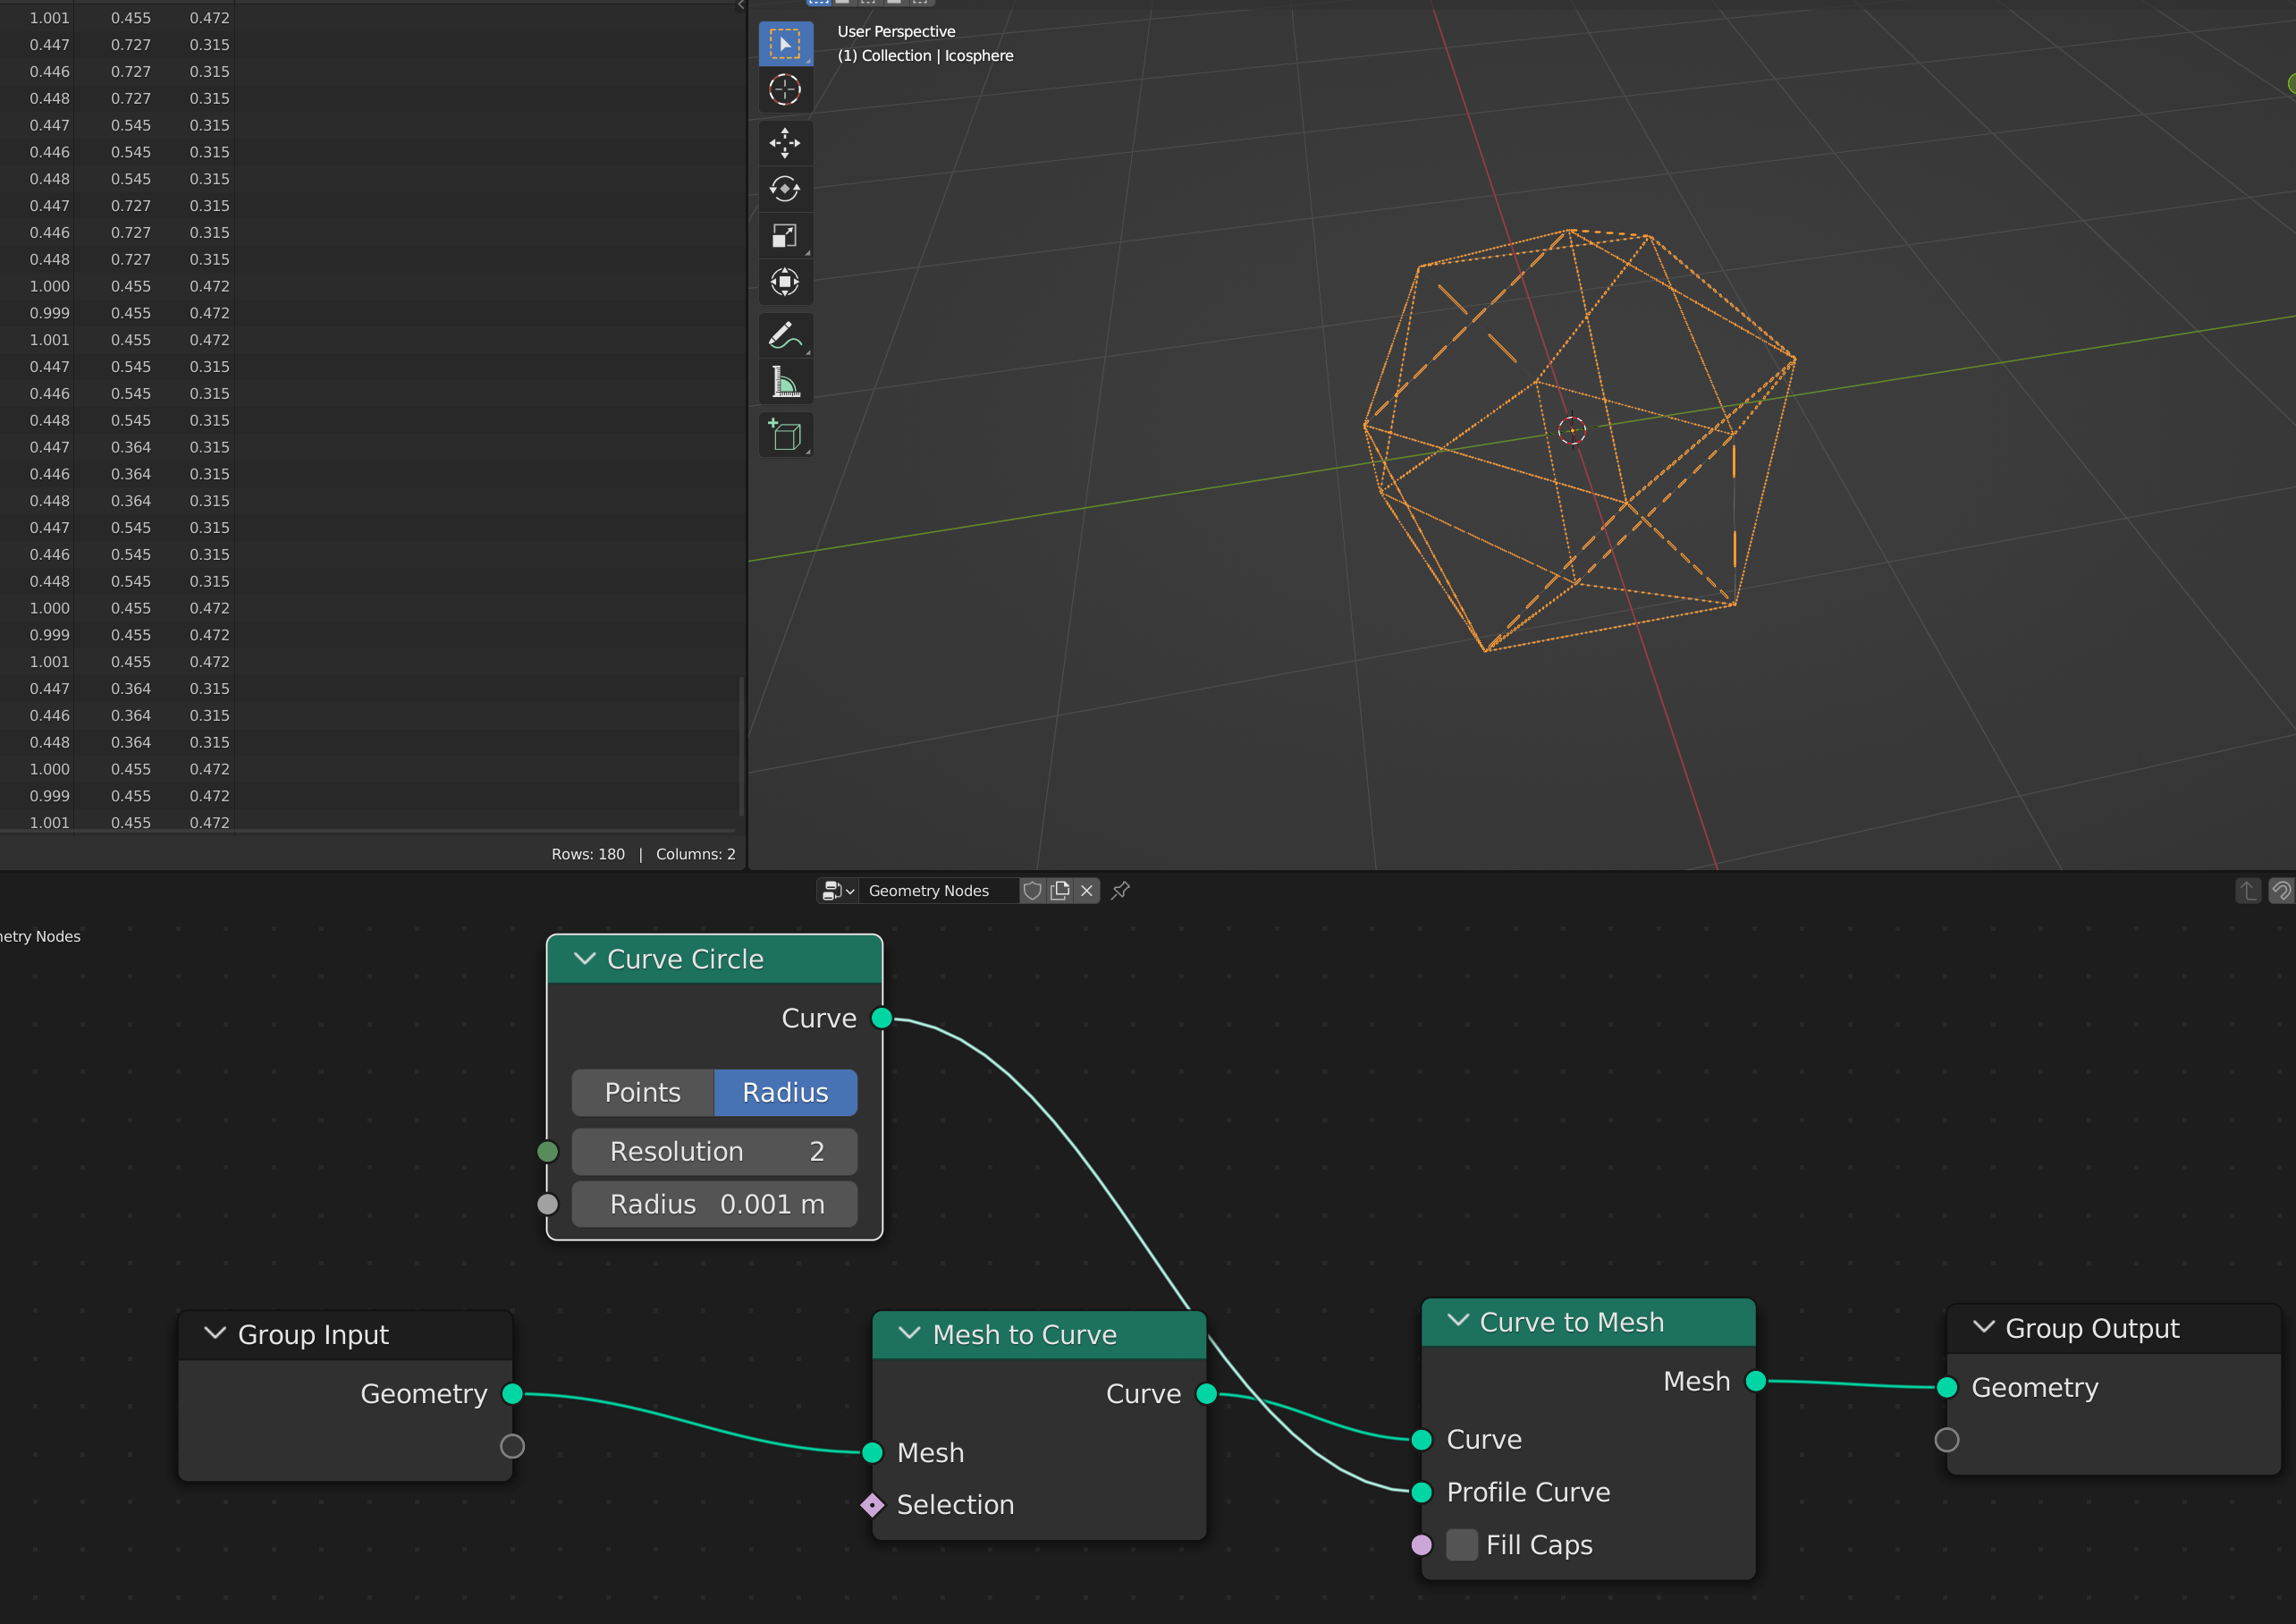 1.001 0.455 0.472
0.447 0.727 0.315
0.446 0.727 0.315
0.448 0.727 0.315
0.447 0.545 0.315
0.446 0.545 0.315
0.448 0.545 0.315
0.447 0.727 0.315
0.446 0.727 0.315
0.448 0.727 0.315
1.000 0.455 0.472
0.999 0.455 0.472
1.001 0.455 0.472
0.447 0.545 0.315
0.446 0.545 0.315
0.448 0.545 0.315
0.447 0.364 0.315
0.446 0.364 0.315
0.448 0.364 0.315
0.447 0.545 0.315
0.446 0.545 0.315
0.448 0.545 0.315
1.000 0.455 0.472
0.999 0.455 0.472
1.001 0.455 0.472
0.447 0.364 0.315
0.446 0.364 0.315
0.448 0.364 0.315
1.000 0.455 0.472
0.999 0.455 0.472
1.001 0.455 0.472
Rows: 180 | Columns: 2
User Perspective
(1) Collection | Icosphere
Geometry Nodes
etry Nodes
Curve Circle
Curve
Points Radius
Resolution 2
Radius 0.001 m
Group Input
Geometry
Mesh to Curve
Curve
Mesh
Selection
Curve to Mesh
Mesh
Curve
Profile Curve
Fill Caps
Group Output
Geometry